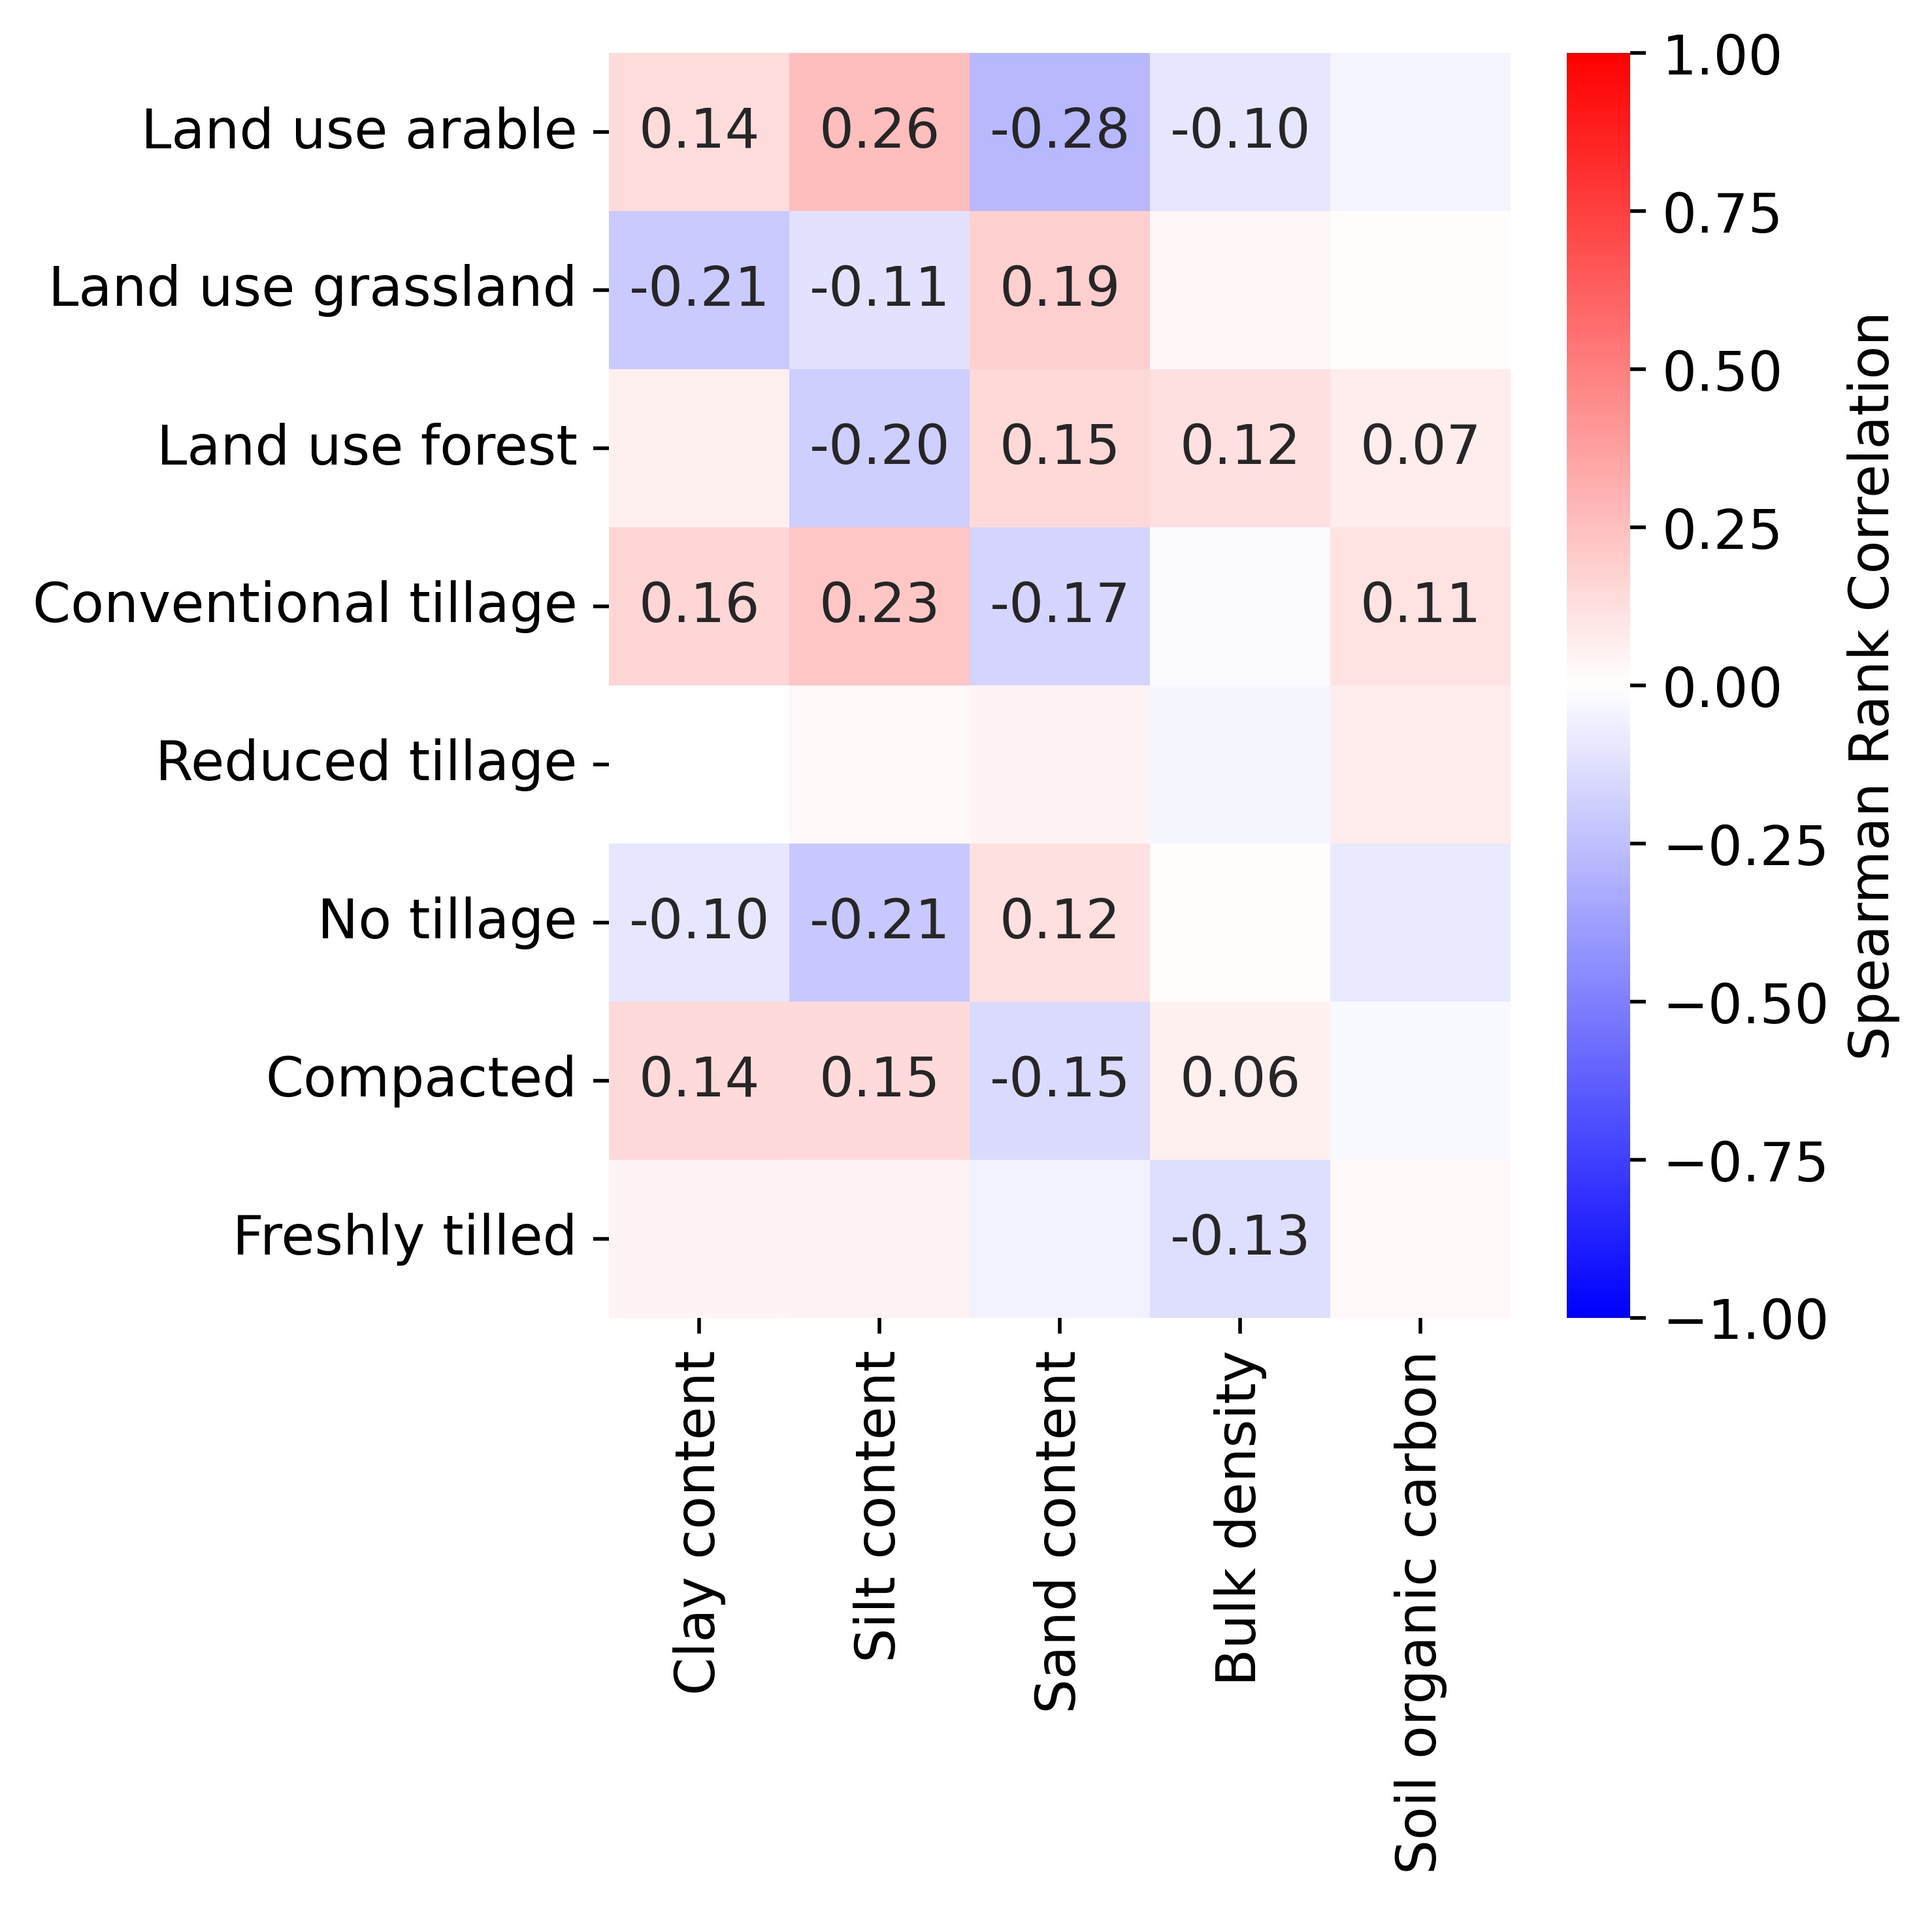 Land use arable 0.14 0.26 -0.28 -0.10
Land use grassland -0.21 -0.11 0.19
Land use forest -0.20 0.15 0.12 0.07
Conventional tillage 0.16 0.23 -0.17 0.11
Reduced tillage
No tillage -0.10 -0.21 0.12
Compacted 0.14 0.15 -0.15 0.06
Freshly tilled -0.13
Clay content
Silt content
Sand content
Bulk density
Soil organic carbon
1.00
0.75
0.50
0.25
0.00
−0.25
−0.50
−0.75
−1.00
Spearman Rank Correlation